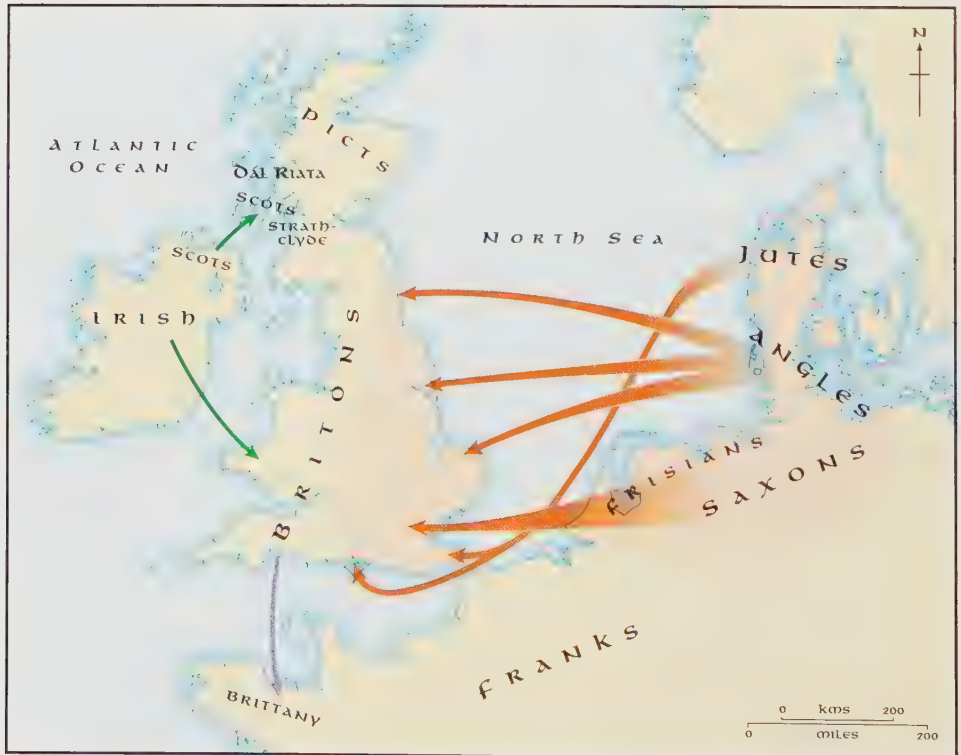 N
PICTS
ATLANTIC
OCEAN
DÁL RIATA
SCOTS
STRATH-
CLYDE
SCOTS
NORTH SEA
JUTES
IRISH
ANGLES
BRITONS
FRISIANS
SAXONS
FRANKS
BRITTANY
0 KMS 200
0 MILES 200